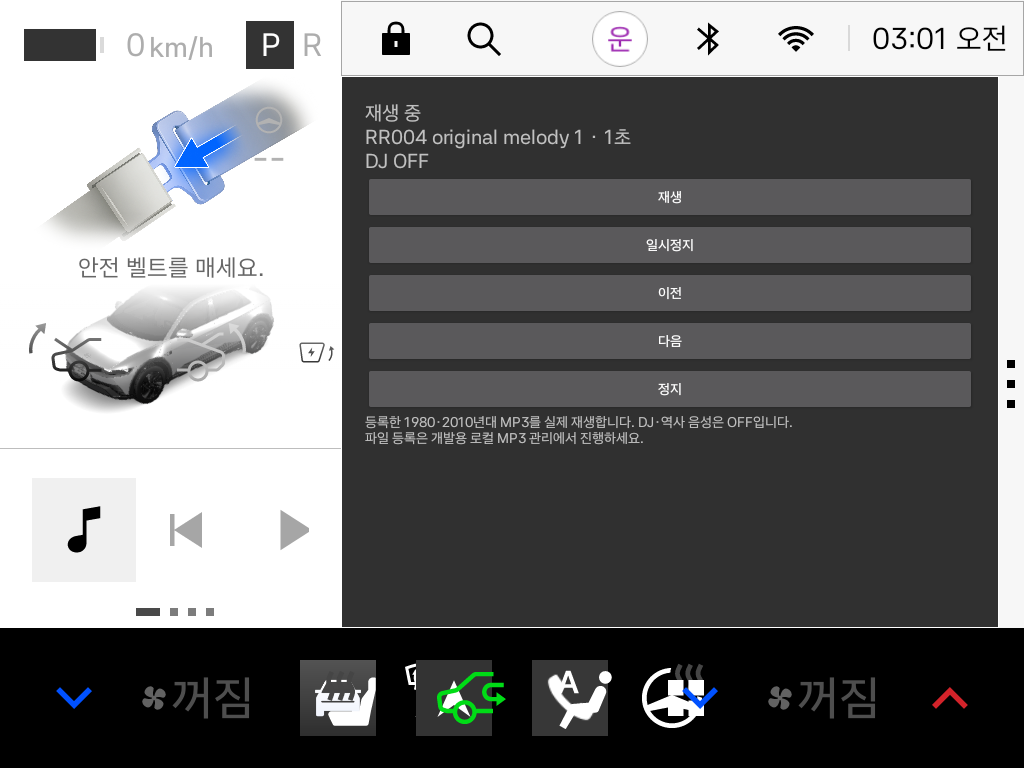 0 km/h P R
운 03:01 오전
안전 벨트를 매세요.
재생 중
RR004 original melody 1 · 1초
DJ OFF
재생
일시정지
이전
다음
정지
등록한 1980·2010년대 MP3를 실제 재생합니다. DJ·역사 음성은 OFF입니다.
파일 등록은 개발용 로컬 MP3 관리에서 진행하세요.
꺼짐 A 꺼짐